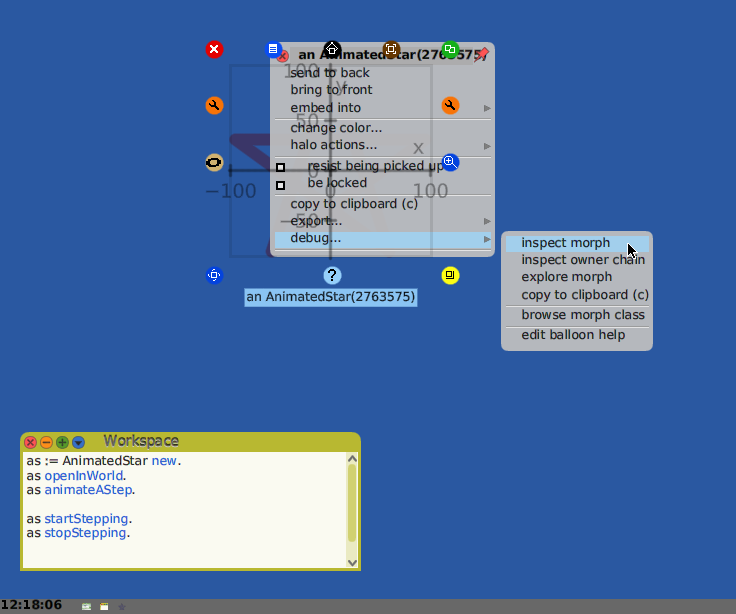 an AnimatedStar(2763575)
send to back
bring to front
embed into
change color...
halo actions...
resist being picked up
be locked
copy to clipboard (c)
export...
debug...
100
y
50
x
0
−100
0
100
−50
inspect morph
inspect owner chain
explore morph
copy to clipboard (c)
browse morph class
edit balloon help
?
an AnimatedStar(2763575)
Workspace
as := AnimatedStar new.
as openInWorld.
as animateAStep.
as startStepping.
as stopStepping.
12:18:06